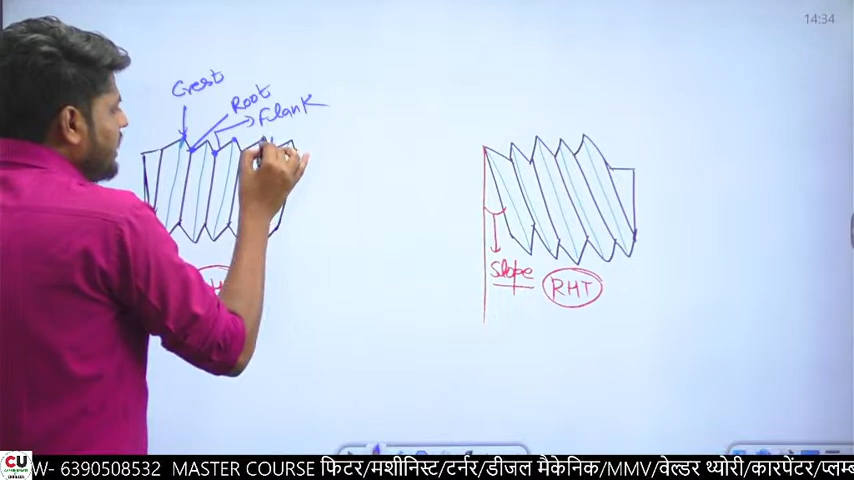 14:34
Crest
Root
Flank
Slope
RHT
CU
W- 6390508532 MASTER COURSE फिटर/मशीनिस्ट/टर्नर/डीजल मैकेनिक/MMV/वेल्डर थ्योरी/कारपेंटर/प्लम्ब